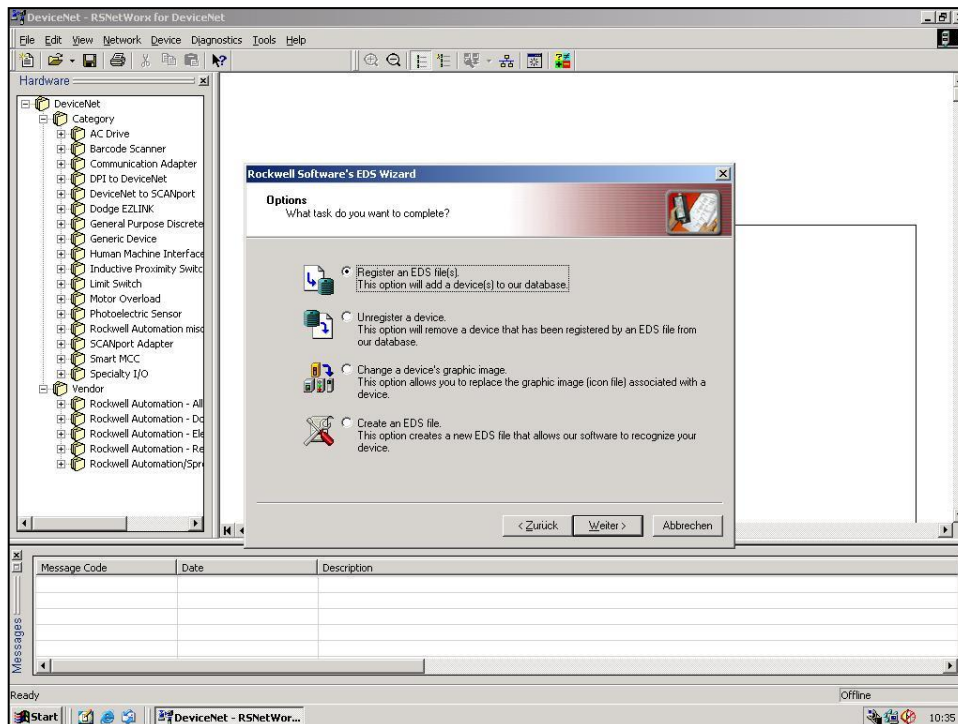 DeviceNet - RSNetWorx for DeviceNet
File Edit View Network Device Diagnostics Tools Help
Hardware
DeviceNet
Category
AC Drive
Barcode Scanner
Communication Adapter
DPI to DeviceNet
DeviceNet to SCANport
Dodge EZLINK
General Purpose Discrete
Generic Device
Human Machine Interface
Inductive Proximity Switc
Limit Switch
Motor Overload
Photoelectric Sensor
Rockwell Automation misc
SCANport Adapter
Smart MCC
Specialty I/O
Vendor
Rockwell Automation - All
Rockwell Automation - Do
Rockwell Automation - Ele
Rockwell Automation - Re
Rockwell Automation/Spr
Rockwell Software's EDS Wizard
Options
What task do you want to complete?
Register an EDS file(s).
This option will add a device(s) to our database.
Unregister a device.
This option will remove a device that has been registered by an EDS file from
our database.
Change a device's graphic image.
This option allows you to replace the graphic image (icon file) associated with a
device.
Create an EDS file.
This option creates a new EDS file that allows our software to recognize your
device.
< Zurück Weiter > Abbrechen
Messages
Message Code Date Description
Ready Offline
Start DeviceNet - RSNetWor... 10:35